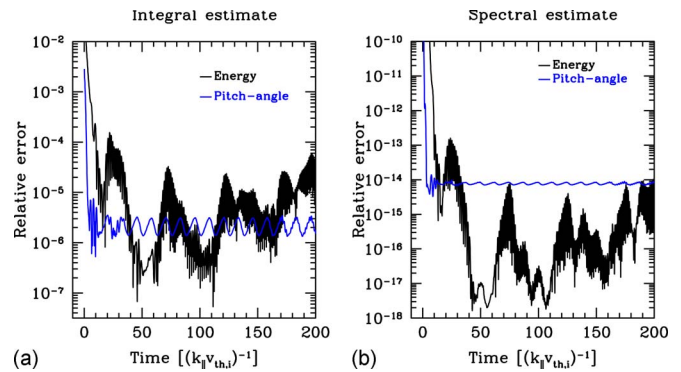 Integral estimate
Relative error
10⁻²
10⁻³
10⁻⁴
10⁻⁵
10⁻⁶
10⁻⁷
Energy
Pitch-angle
0 50 100 150 200
Time [(k∥v_th,i)⁻¹]
(a)
Spectral estimate
Relative error
10⁻¹⁰
10⁻¹¹
10⁻¹²
10⁻¹³
10⁻¹⁴
10⁻¹⁵
10⁻¹⁶
10⁻¹⁷
10⁻¹⁸
Energy
Pitch-angle
0 50 100 150 200
Time [(k∥v_th,i)⁻¹]
(b)